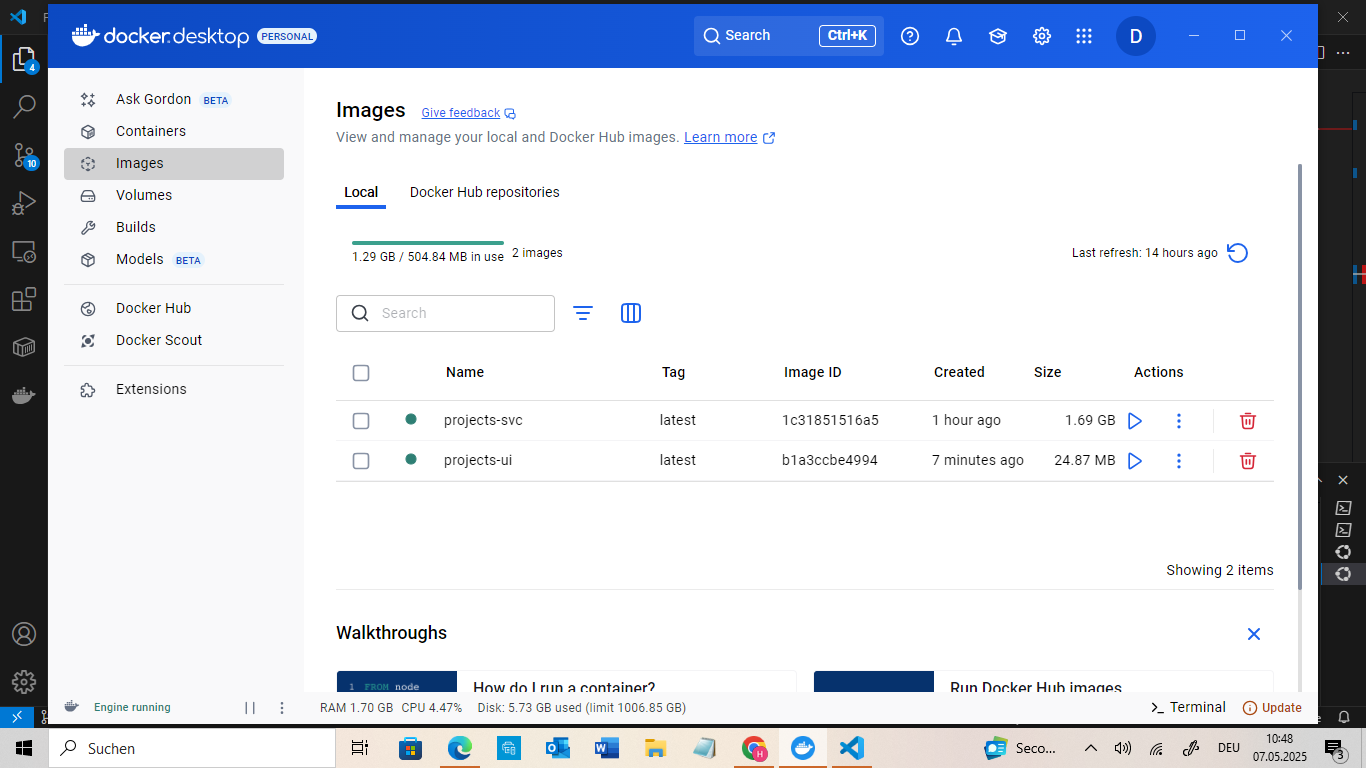 docker.desktop PERSONAL
Search Ctrl+K
D
4
10
Ask Gordon BETA
Containers
Images
Volumes
Builds
Models BETA
Docker Hub
Docker Scout
Extensions
Images Give feedback
View and manage your local and Docker Hub images. Learn more
Local Docker Hub repositories
1.29 GB / 504.84 MB in use 2 images
Last refresh: 14 hours ago
Search
Name Tag Image ID Created Size Actions
projects-svc latest 1c31851516a5 1 hour ago 1.69 GB
projects-ui latest b1a3ccbe4994 7 minutes ago 24.87 MB
Showing 2 items
Walkthroughs
1 FROM node
How do I run a container?
Run Docker Hub images
Engine running
RAM 1.70 GB CPU 4.47% Disk: 5.73 GB used (limit 1006.85 GB)
Terminal Update
Suchen
H
Seco...
DEU
10:48
07.05.2025
3